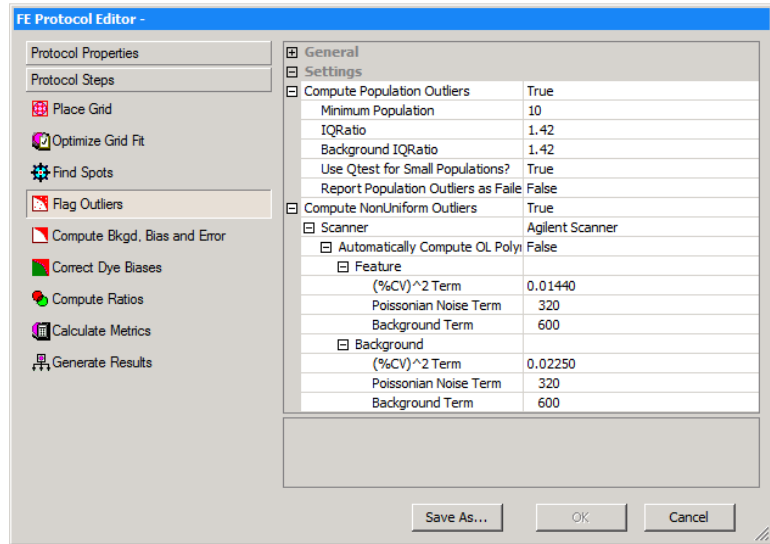 FE Protocol Editor -
Protocol Properties
Protocol Steps
Place Grid
Optimize Grid Fit
Find Spots
Flag Outliers
Compute Bkgd, Bias and Error
Correct Dye Biases
Compute Ratios
Calculate Metrics
Generate Results
General
Settings
Compute Population Outliers True
Minimum Population 10
IQRatio 1.42
Background IQRatio 1.42
Use Qtest for Small Populations? True
Report Population Outliers as Faile False
Compute NonUniform Outliers True
Scanner Agilent Scanner
Automatically Compute OL Polyı False
Feature
(%CV)^2 Term 0.01440
Poissonian Noise Term 320
Background Term 600
Background
(%CV)^2 Term 0.02250
Poissonian Noise Term 320
Background Term 600
Save As... OK Cancel